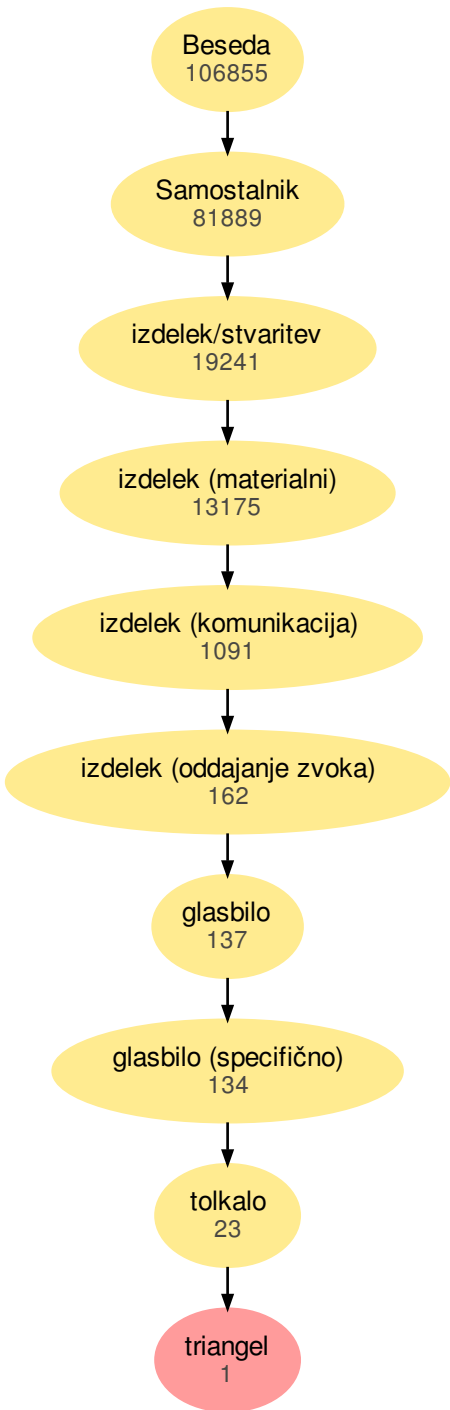 Beseda
106855
Samostalnik
81889
izdelek/stvaritev
19241
izdelek (materialni)
13175
izdelek (komunikacija)
1091
izdelek (oddajanje zvoka)
162
glasbilo
137
glasbilo (specifično)
134
tolkalo
23
triangel
1